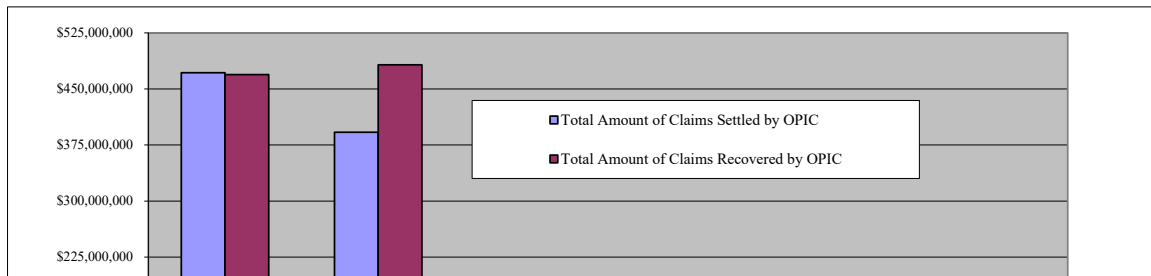 $525,000,000
$450,000,000
Total Amount of Claims Settled by OPIC
$375,000,000
Total Amount of Claims Recovered by OPIC
$300,000,000
$225,000,000